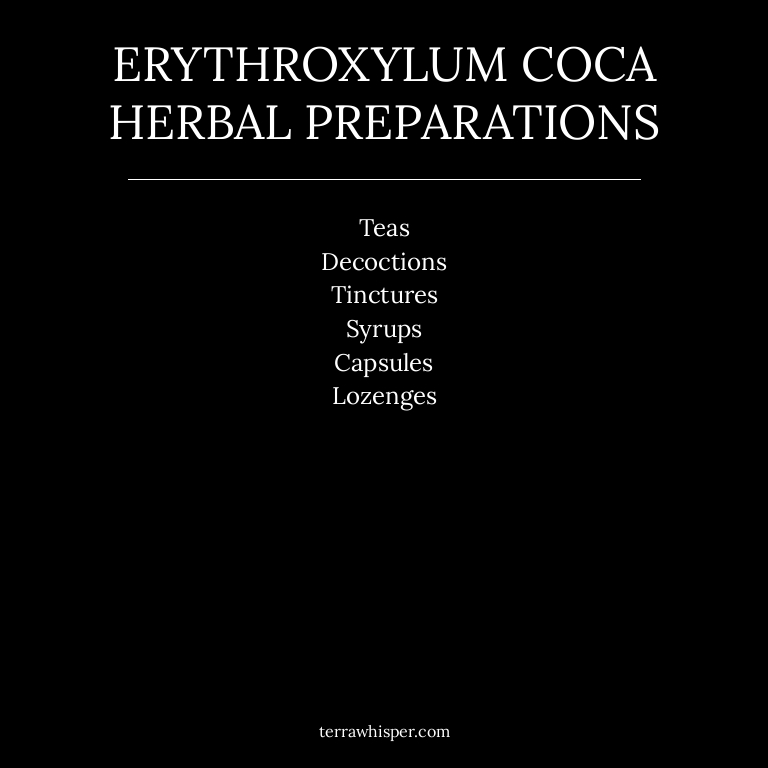 ERYTHROXYLUM COCA
HERBAL PREPARATIONS
Teas
Decoctions
Tinctures
Syrups
Capsules
Lozenges
terrawhisper.com